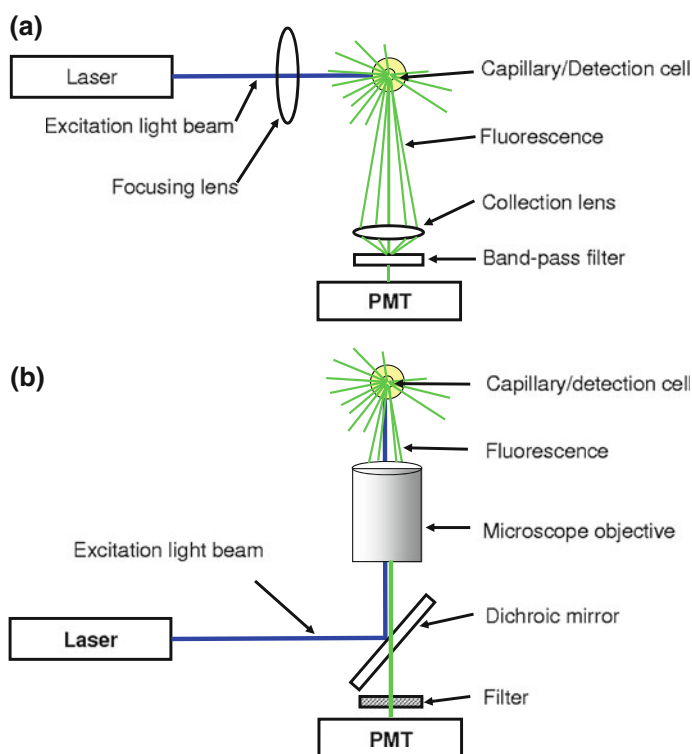 (a)
Laser
Capillary/Detection cell
Excitation light beam
Fluorescence
Focusing lens
Collection lens
Band-pass filter
PMT
(b)
Capillary/detection cell
Fluorescence
Microscope objective
Excitation light beam
Dichroic mirror
Laser
Filter
PMT